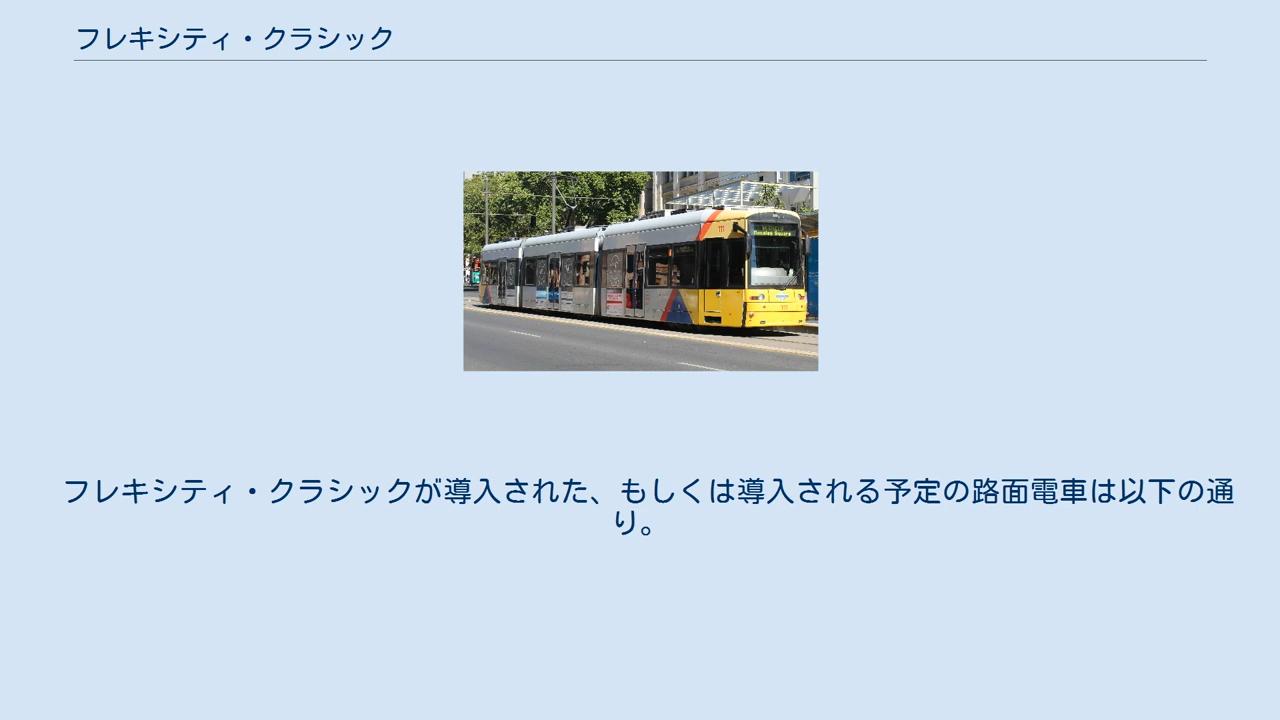 フレキシティ・クラシック
111
フレキシティ・クラシックが導入された、もしくは導入される予定の路面電車は以下の通
り。